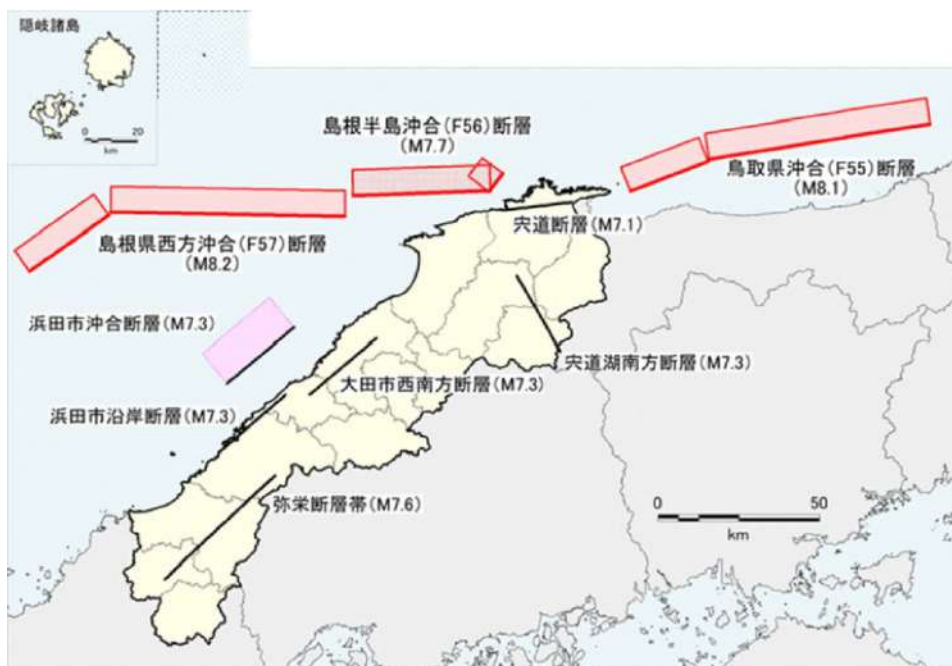 隠岐諸島
0 20
km
島根半島沖合(F56)断層
(M7.7)
鳥取県沖合(F55)断層
(M8.1)
宍道断層(M7.1)
島根県西方沖合(F57)断層
(M8.2)
浜田市沖合断層(M7.3)
宍道湖南方断層(M7.3)
大田市西南方断層(M7.3)
浜田市沿岸断層(M7.3)
弥栄断層帯(M7.6)
0 50
km